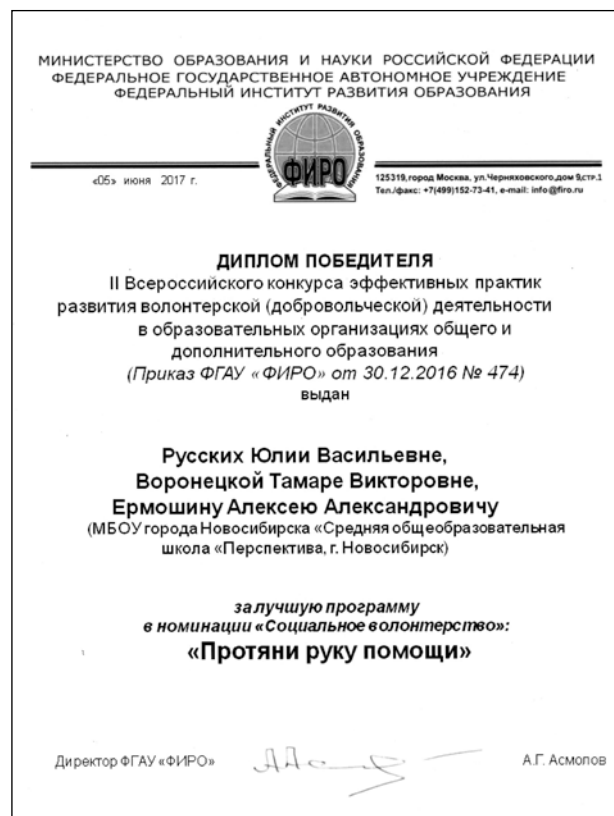 МИНИСТЕРСТВО ОБРАЗОВАНИЯ И НАУКИ РОССИЙСКОЙ ФЕДЕРАЦИИ
ФЕДЕРАЛЬНОЕ ГОСУДАРСТВЕННОЕ АВТОНОМНОЕ УЧРЕЖДЕНИЕ
ФЕДЕРАЛЬНЫЙ ИНСТИТУТ РАЗВИТИЯ ОБРАЗОВАНИЯ
ФЕДЕРАЛЬНЫЙ ИНСТИТУТ РАЗВИТИЯ ОБРАЗОВАНИЯ
ФИРО
«05» июня 2017 г.
125319,город Москва, ул.Черняховского,дом 9,стр.1
Тел./факс: +7(499)152-73-41, e-mail: info@firo.ru
ДИПЛОМ ПОБЕДИТЕЛЯ
II Всероссийского конкурса эффективных практик
развития волонтерской (добровольческой) деятельности
в образовательных организациях общего и
дополнительного образования
(Приказ ФГАУ «ФИРО» от 30.12.2016 № 474)
выдан
Русских Юлии Васильевне,
Воронецкой Тамаре Викторовне,
Ермошину Алексею Александровичу
(МБОУ города Новосибирска «Средняя общеобразовательная
школа «Перспектива, г. Новосибирск)
за лучшую программу
в номинации «Социальное волонтерство»:
«Протяни руку помощи»
Директор ФГАУ «ФИРО»
А.Г. Асмолов